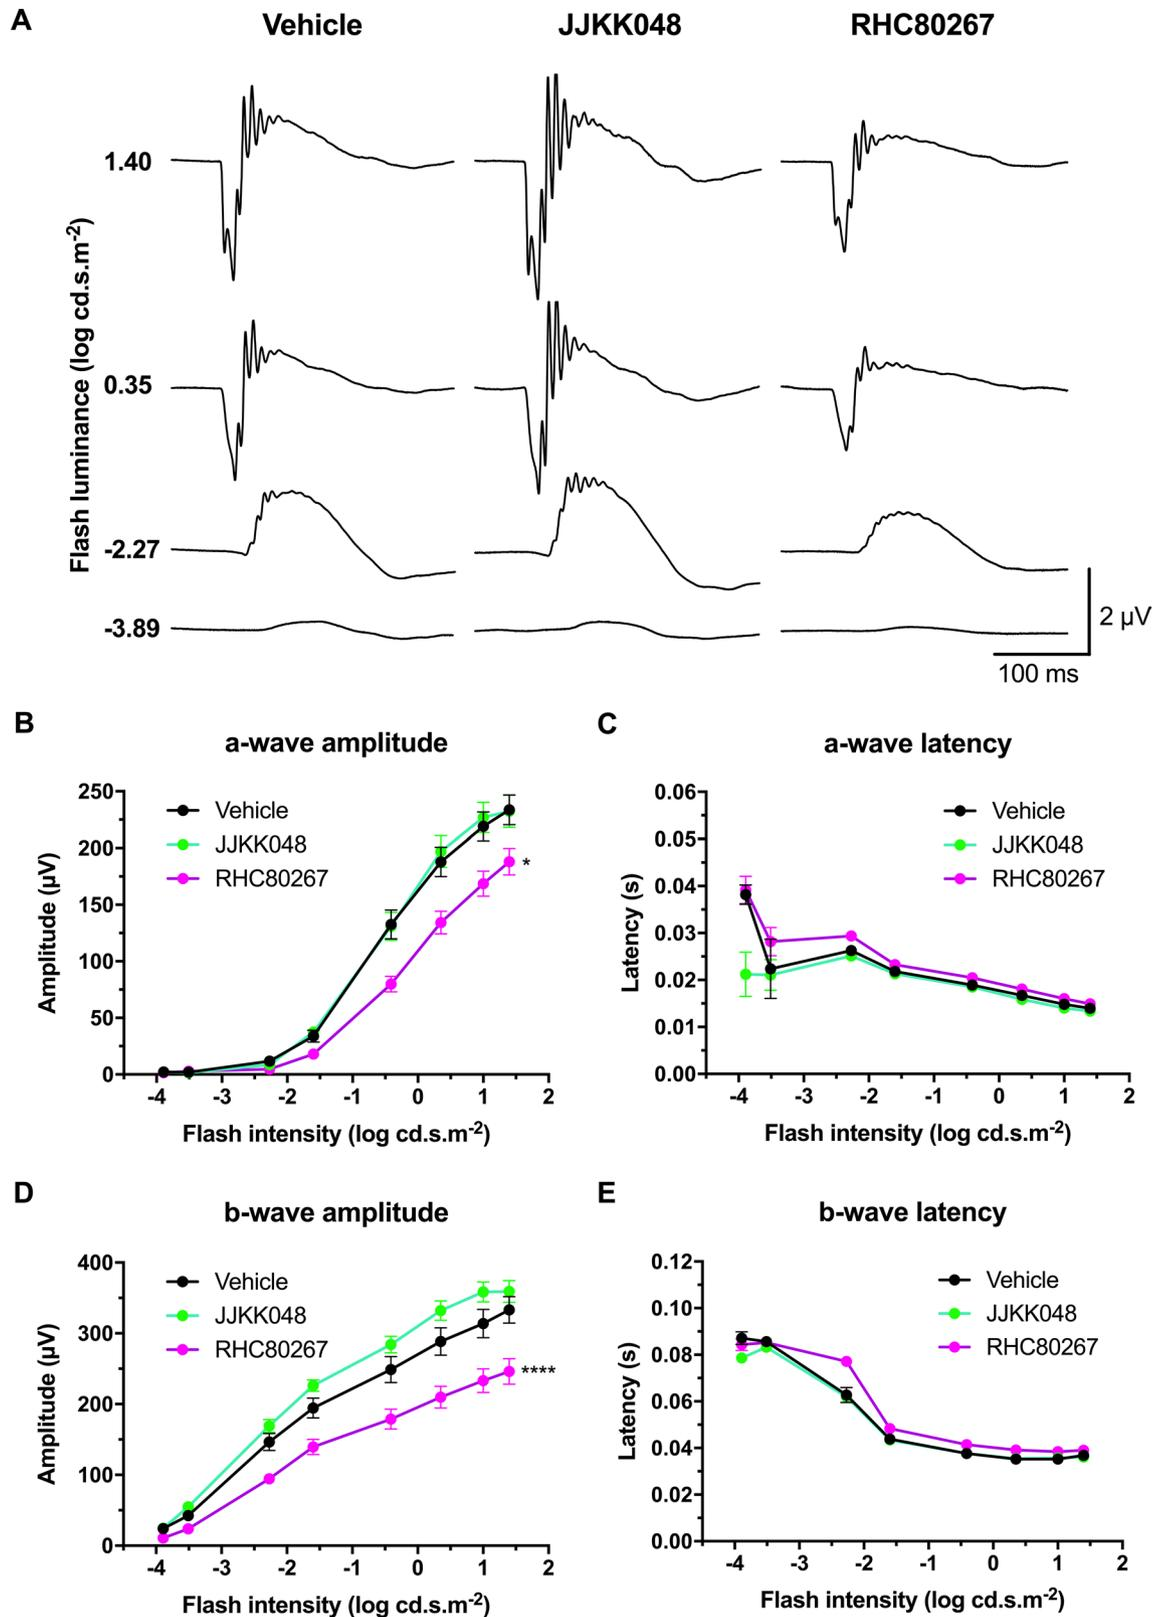 A
Vehicle
JJKK048
RHC80267
Flash luminance (log cd.s.m-2)
1.40
0.35
-2.27
-3.89
2 µV
100 ms
B
a-wave amplitude
Amplitude (µV)
250
200
150
100
50
0
Vehicle
JJKK048
RHC80267
*
-4 -3 -2 -1 0 1 2
Flash intensity (log cd.s.m-2)
C
a-wave latency
Latency (s)
0.06
0.05
0.04
0.03
0.02
0.01
0.00
Vehicle
JJKK048
RHC80267
-4 -3 -2 -1 0 1 2
Flash intensity (log cd.s.m-2)
D
b-wave amplitude
Amplitude (µV)
400
300
200
100
0
Vehicle
JJKK048
RHC80267
****
-4 -3 -2 -1 0 1 2
Flash intensity (log cd.s.m-2)
E
b-wave latency
Latency (s)
0.12
0.10
0.08
0.06
0.04
0.02
0.00
Vehicle
JJKK048
RHC80267
-4 -3 -2 -1 0 1 2
Flash intensity (log cd.s.m-2)